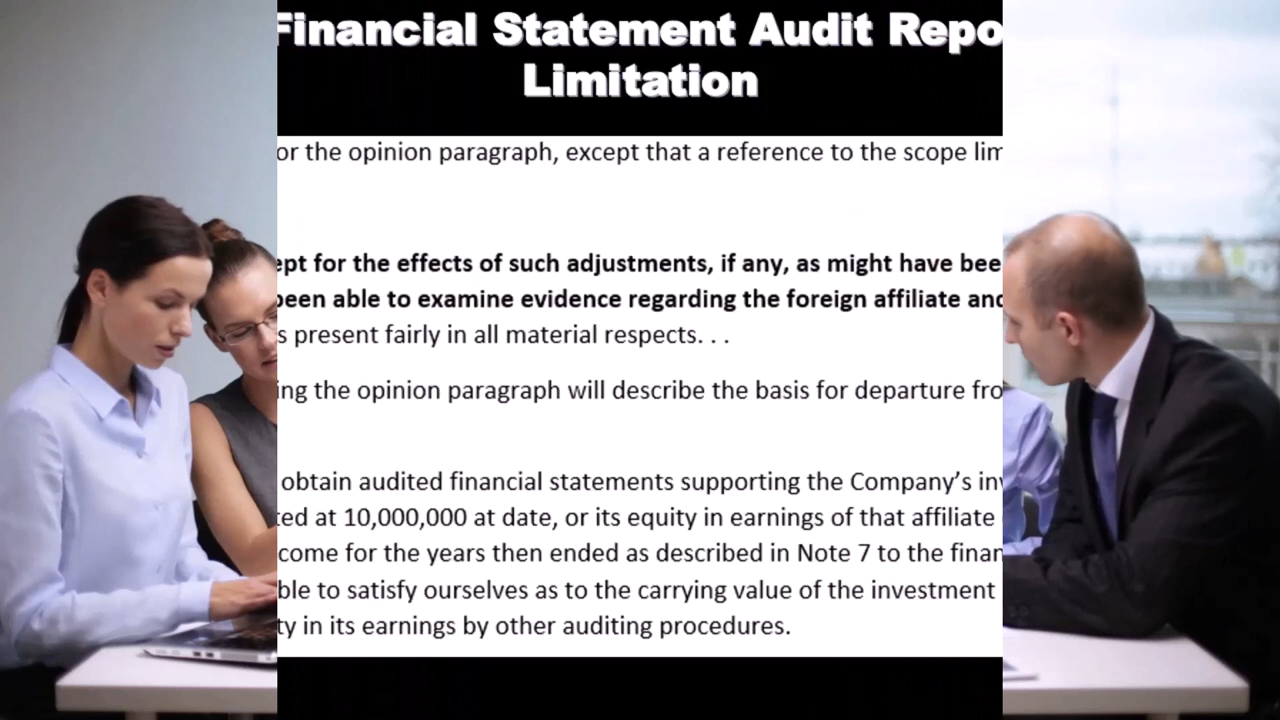 Financial Statement Audit Repo
Limitation
or the opinion paragraph, except that a reference to the scope lim
ept for the effects of such adjustments, if any, as might have bee
been able to examine evidence regarding the foreign affiliate and
s present fairly in all material respects. . .
ing the opinion paragraph will describe the basis for departure fro
obtain audited financial statements supporting the Company's inv
ted at 10,000,000 at date, or its equity in earnings of that affiliate
come for the years then ended as described in Note 7 to the finan
ble to satisfy ourselves as to the carrying value of the investment
ty in its earnings by other auditing procedures.